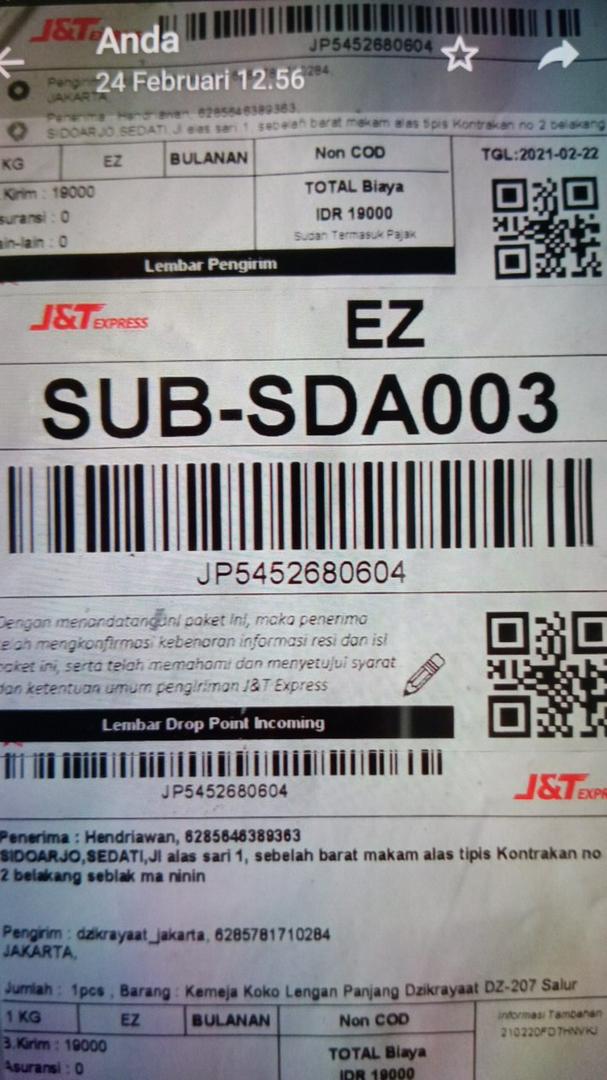 J&T
JP5452680604
Anda
24 Februari 12.56
JAKARTA
Penerima : Hendriawan, 6285646389363,
SIDOARJO,SEDATI,Jl alas sari 1, sebelah barat makam alas tipis Kontrakan no 2 belakang
KG EZ BULANAN Non COD TGL:2021-02-22
.Kirim : 19000 TOTAL Biaya
suransi : 0 IDR 19000
ain-lain : 0 Sudah Termasuk Pajak
Lembar Pengirim
J&T EXPRESS EZ
SUB-SDA003
JP5452680604
Dengan menandatangani paket ini, maka penerima
telah mengkonfirmasi kebenaran informasi resi dan isi
paket ini, serta telah memahami dan menyetujui syarat
dan ketentuan umum pengiriman J&T Express
Lembar Drop Point Incoming
JP5452680604 J&T EXPR
Penerima : Hendriawan, 6285646389363
SIDOARJO,SEDATI,Jl alas sari 1, sebelah barat makam alas tipis Kontrakan no
2 belakang seblak ma ninin
Pengirim : dzikrayaat_jakarta, 6285781710284
JAKARTA,
Jumlah : 1pcs , Barang : Kemeja Koko Lengan Panjang Dzikrayaat DZ-207 Salur
1 KG EZ BULANAN Non COD Informasi Tambahan
B.Kirim : 19000 TOTAL Biaya
Asuransi : 0 IDR 19000